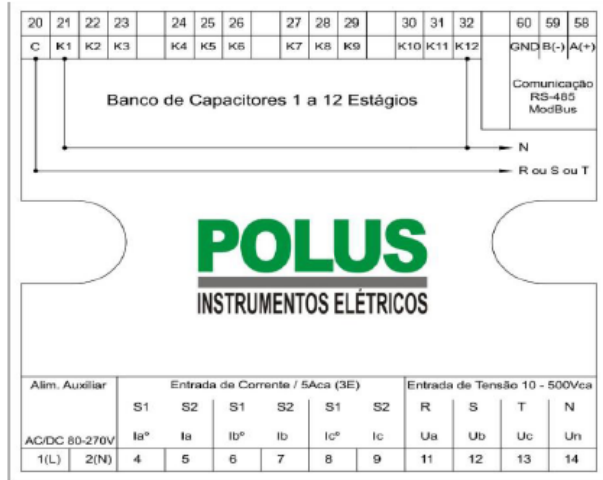 20 21 22 23 24 25 26 27 28 29 30 31 32 60 59 58
C K1 K2 K3 K4 K5 K6 K7 K8 K9 K10 K11 K12 GND B(-) A(+)
Banco de Capacitores 1 a 12 Estágios
Comunicação
RS-485
ModBus
N
R ou S ou T
POLUS
INSTRUMENTOS ELÉTRICOS
Alim. Auxiliar Entrada de Corrente / 5Aca (3E) Entrada de Tensão 10 - 500Vca
S1 S2 S1 S2 S1 S2 R S T N
AC/DC 80-270V Iaº Ia Ibº Ib Icº Ic Ua Ub Uc Un
1(L) 2(N) 4 5 6 7 8 9 11 12 13 14